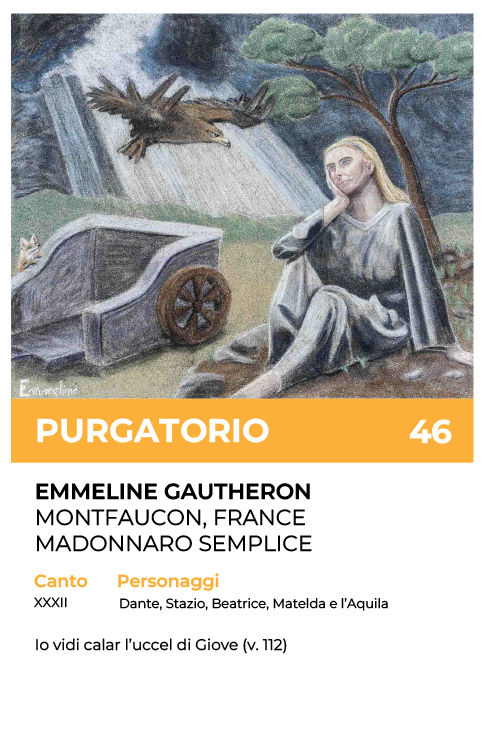 Emmeline
PURGATORIO 46
EMMELINE GAUTHERON
MONTFAUCON, FRANCE
MADONNARO SEMPLICE
Canto Personaggi
XXXII Dante, Stazio, Beatrice, Matelda e l’Aquila
Io vidi calar l’uccel di Giove (v. 112)